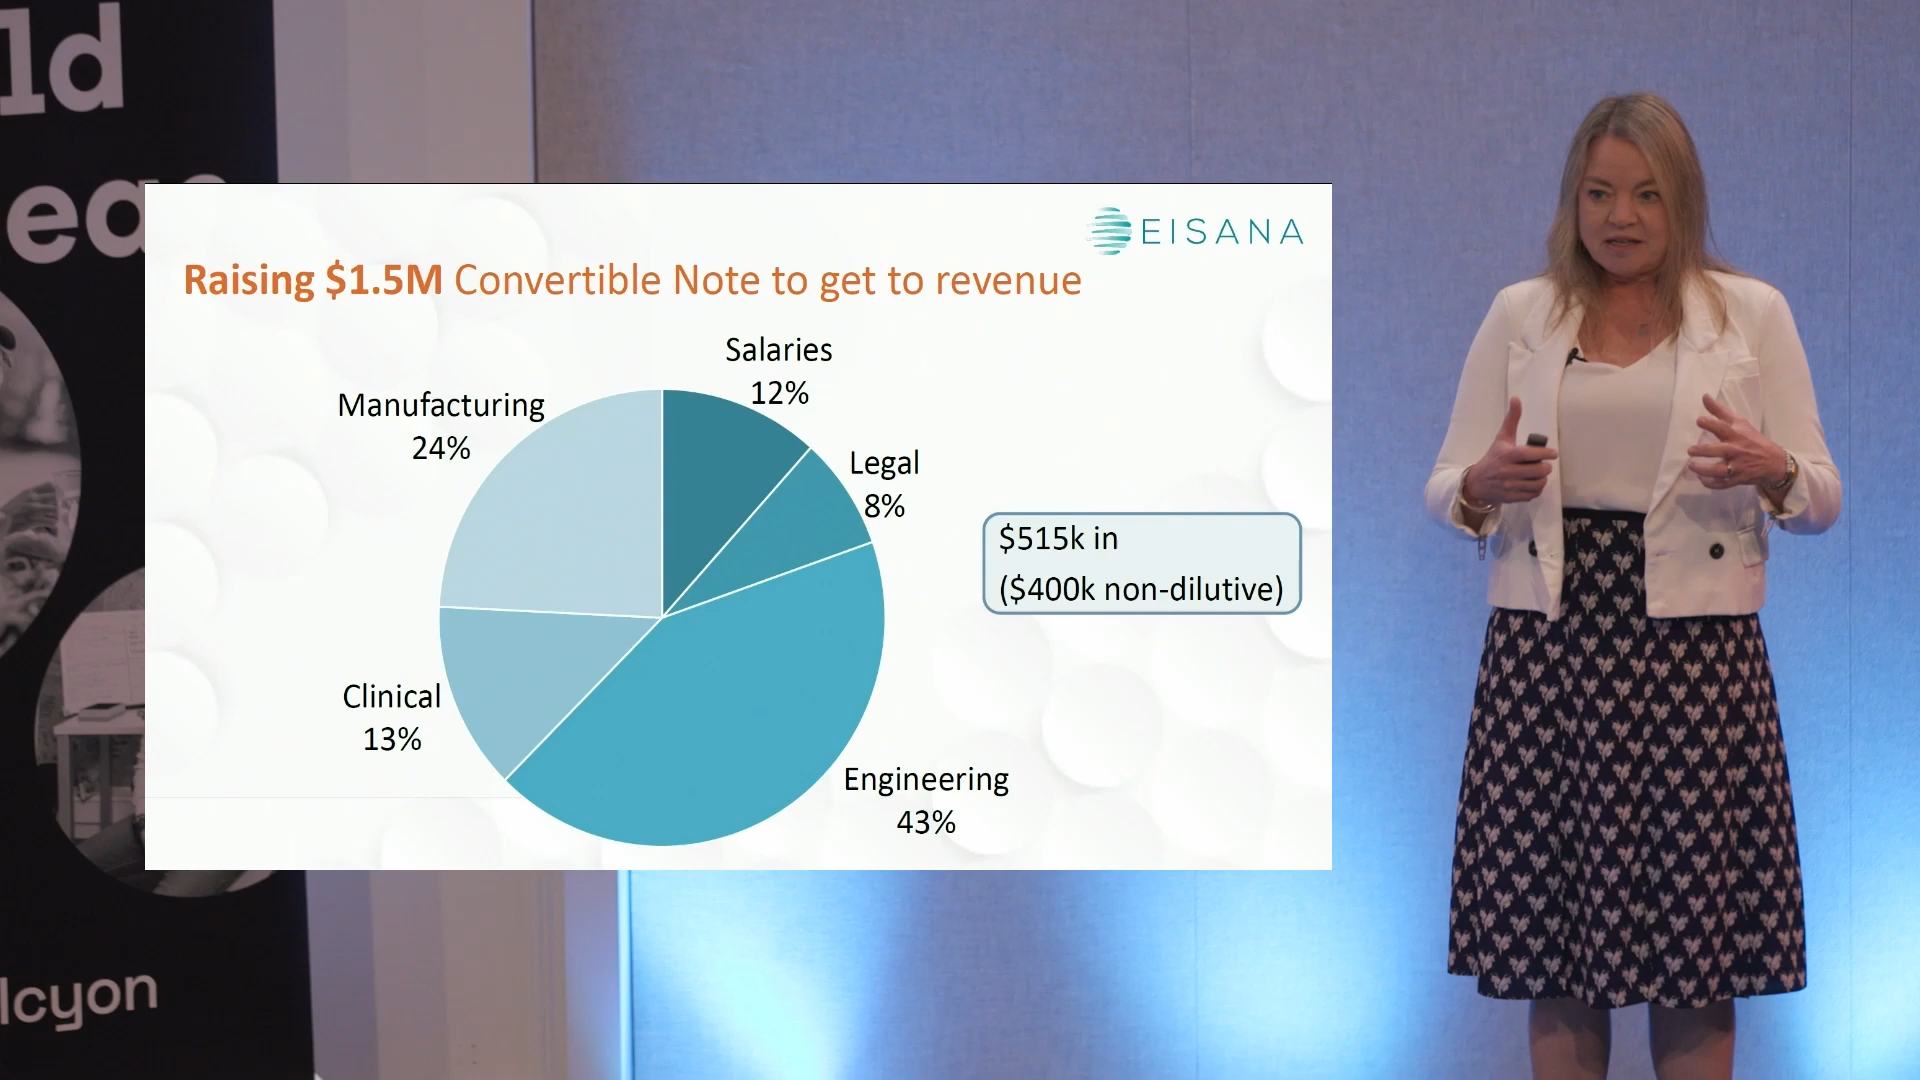 ld
ea
lcyon
EISANA
Raising $1.5M Convertible Note to get to revenue
Salaries
12%
Manufacturing
24%
Legal
8%
$515k in
($400k non-dilutive)
Clinical
13%
Engineering
43%